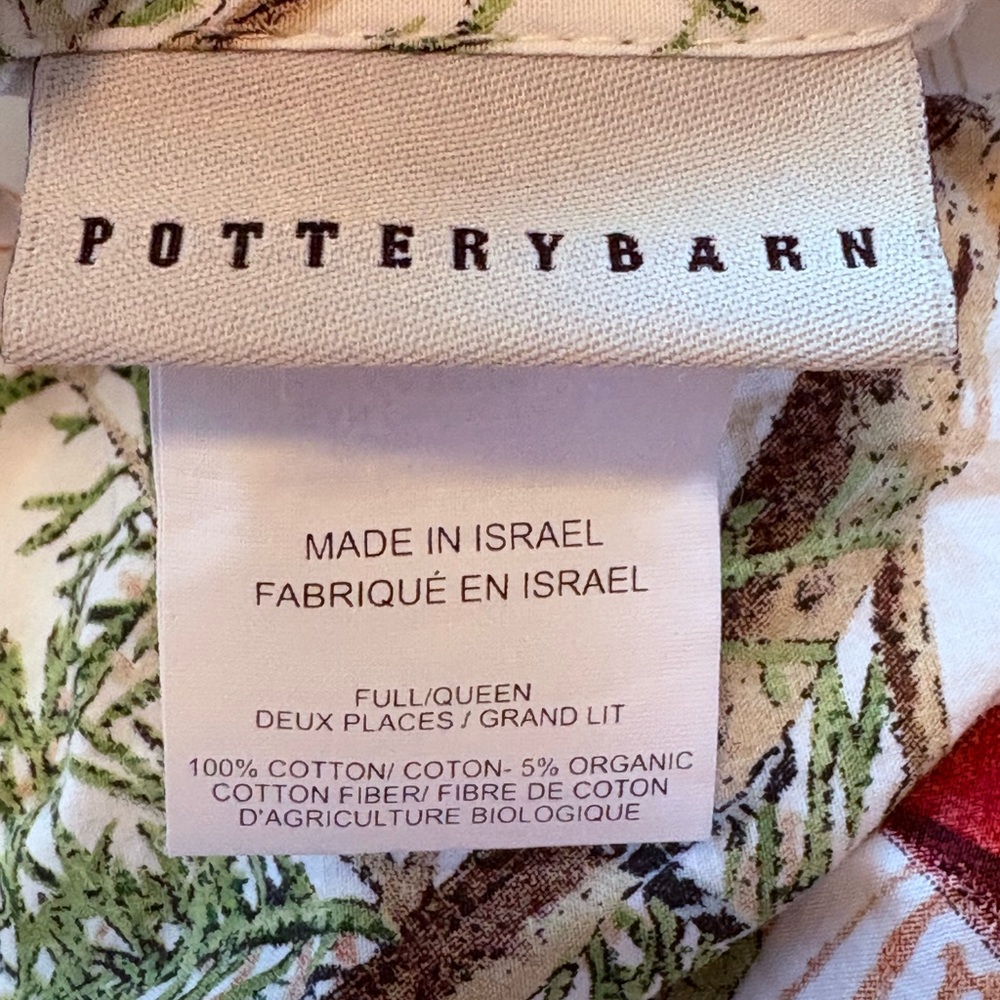 POTTERYBARN
MADE IN ISRAEL
FABRIQUÉ EN ISRAEL
FULL/QUEEN
DEUX PLACES / GRAND LIT
100% COTTON/ COTON- 5% ORGANIC
COTTON FIBER/ FIBRE DE COTON
D'AGRICULTURE BIOLOGIQUE